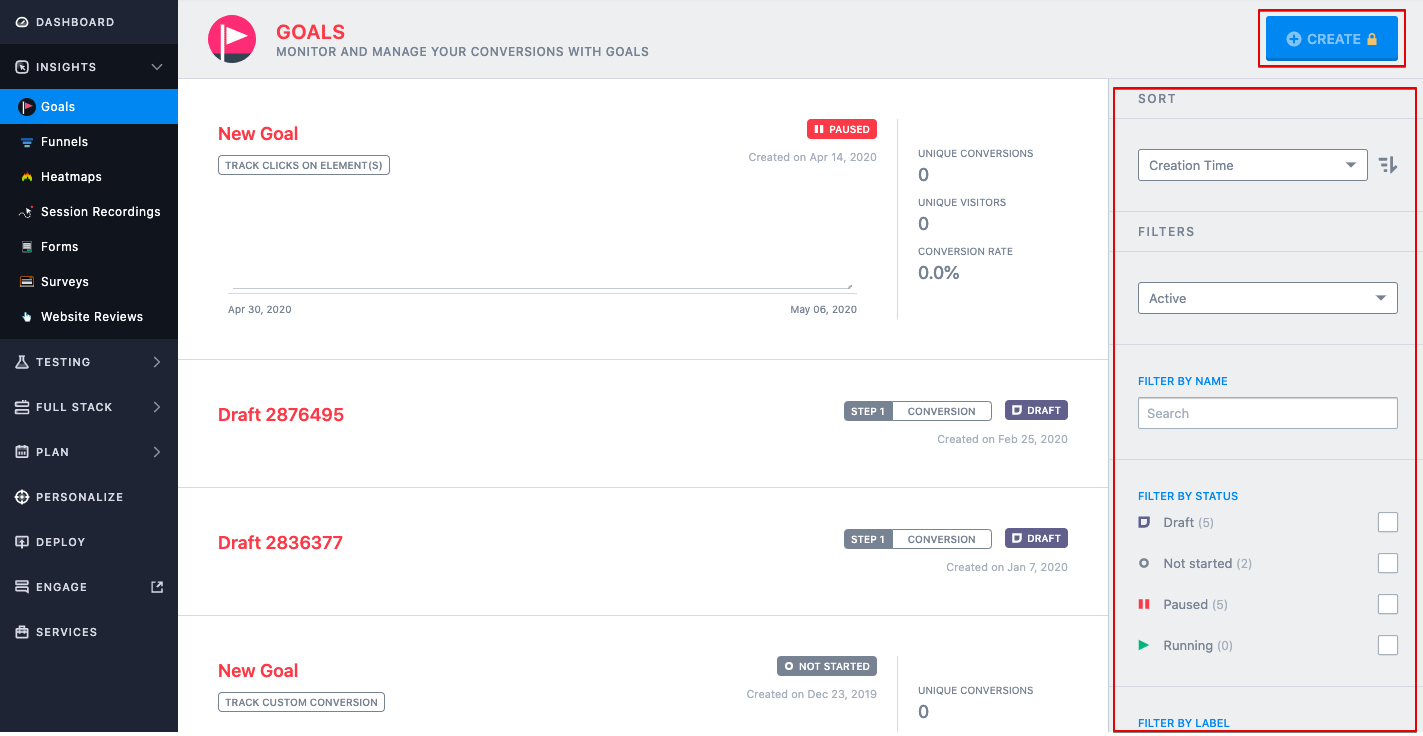 DASHBOARD
INSIGHTS
Goals
Funnels
Heatmaps
Session Recordings
Forms
Surveys
Website Reviews
TESTING
FULL STACK
PLAN
PERSONALIZE
DEPLOY
ENGAGE
SERVICES
GOALS
MONITOR AND MANAGE YOUR CONVERSIONS WITH GOALS
CREATE
New Goal
PAUSED
TRACK CLICKS ON ELEMENT(S)
Created on Apr 14, 2020
Apr 30, 2020
May 06, 2020
UNIQUE CONVERSIONS
0
UNIQUE VISITORS
0
CONVERSION RATE
0.0%
Draft 2876495
STEP 1 CONVERSION
DRAFT
Created on Feb 25, 2020
Draft 2836377
STEP 1 CONVERSION
DRAFT
Created on Jan 7, 2020
New Goal
NOT STARTED
TRACK CUSTOM CONVERSION
Created on Dec 23, 2019
UNIQUE CONVERSIONS
0
SORT
Creation Time
FILTERS
Active
FILTER BY NAME
Search
FILTER BY STATUS
Draft (5)
Not started (2)
Paused (5)
Running (0)
FILTER BY LABEL